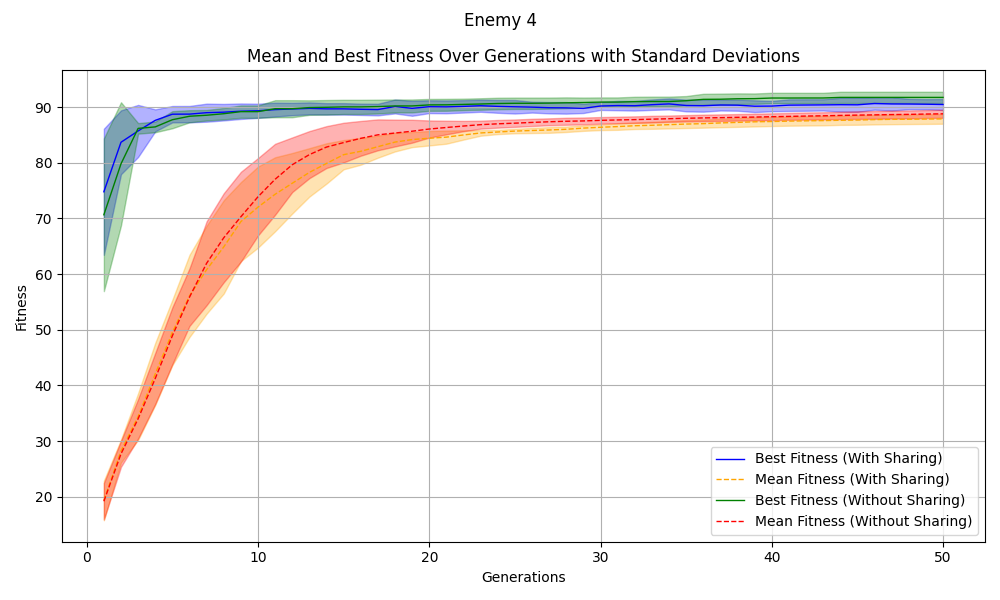 Enemy 4
Mean and Best Fitness Over Generations with Standard Deviations
Fitness
90
80
70
60
50
40
30
20
0
10
20
30
40
50
Generations
Best Fitness (With Sharing)
Mean Fitness (With Sharing)
Best Fitness (Without Sharing)
Mean Fitness (Without Sharing)